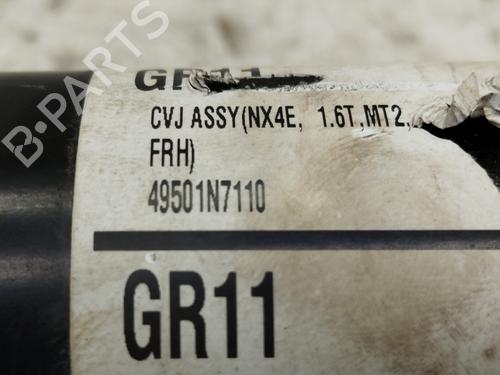 GR11
CVJ ASSY(NX4E, 1.6T,MT2,
FRH)
49501N7110
GR11
B-PARTS